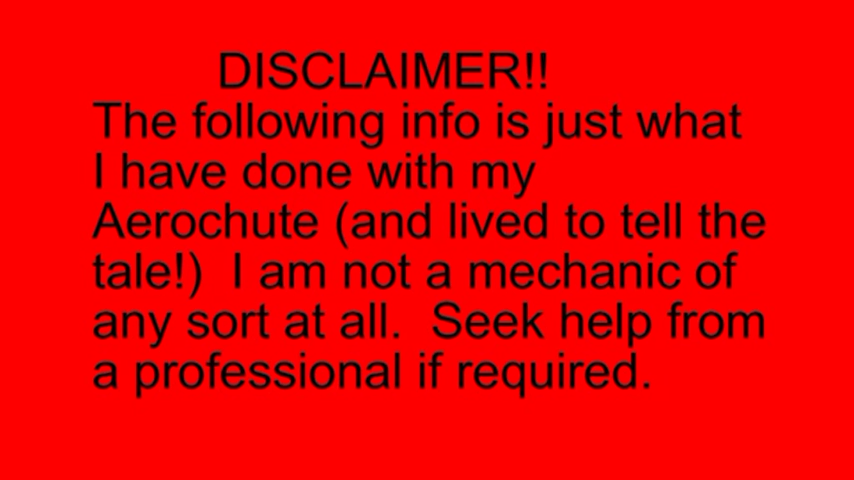 DISCLAIMER!!
The following info is just what
I have done with my
Aerochute (and lived to tell the
tale!)  I am not a mechanic of
any sort at all.  Seek help from
a professional if required.